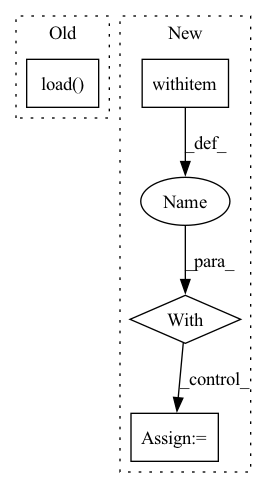 Old
New
load()
withitem
_def_
Name
_para_
With
_control_
Assign:=